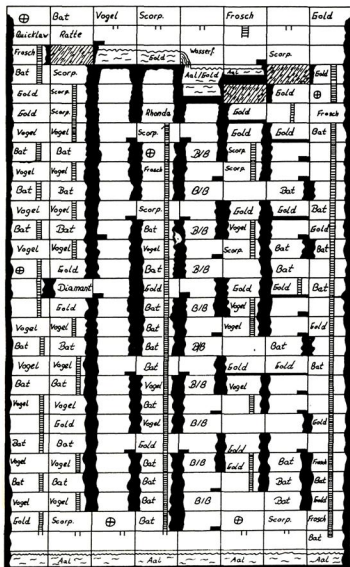 ⊕ Bat Vogel Scorp. Frosch Gold
Quicklaw Ratte
Frosch Gold Wasserf. Scorp.
Bat Scorp. Aal/Gold Aal Gold
Gold Scorp. Gold ⊕
Gold Scorp. Rhonda Gold Frosch
Vogel Vogel Scorp. Gold Gold Bat
Bat Bat ⊕ B/B Scorp. Gold
Vogel Vogel Frosch Scorp.
Bat Bat B/B Bat
Vogel Vogel Scorp. Gold Gold Bat
Bat Bat Bat B/B Vogel Gold
Vogel Vogel Vogel Scorp. Bat Bat
⊕ Gold Bat B/B Bat
Diamant Gold Gold Gold Bat
Gold Bat B/B Vogel
Vogel Vogel Bat Vogel Gold
Bat Bat Bat B/B Bat
Vogel Vogel Gold Gold Bat
Bat Bat Vogel B/B Vogel
Vogel Vogel Bat
Gold Vogel B/B Gold
Bat Bat Gold Gold
Vogel Vogel Bat B/B Gold Bat Frosch
Bat Bat Bat Bat Bat
Vogel Vogel Bat B/B Bat Gold
Gold Scorp. ⊕ Bat ⊕ Scorp. Frosch
Bat
Aal Aal Aal